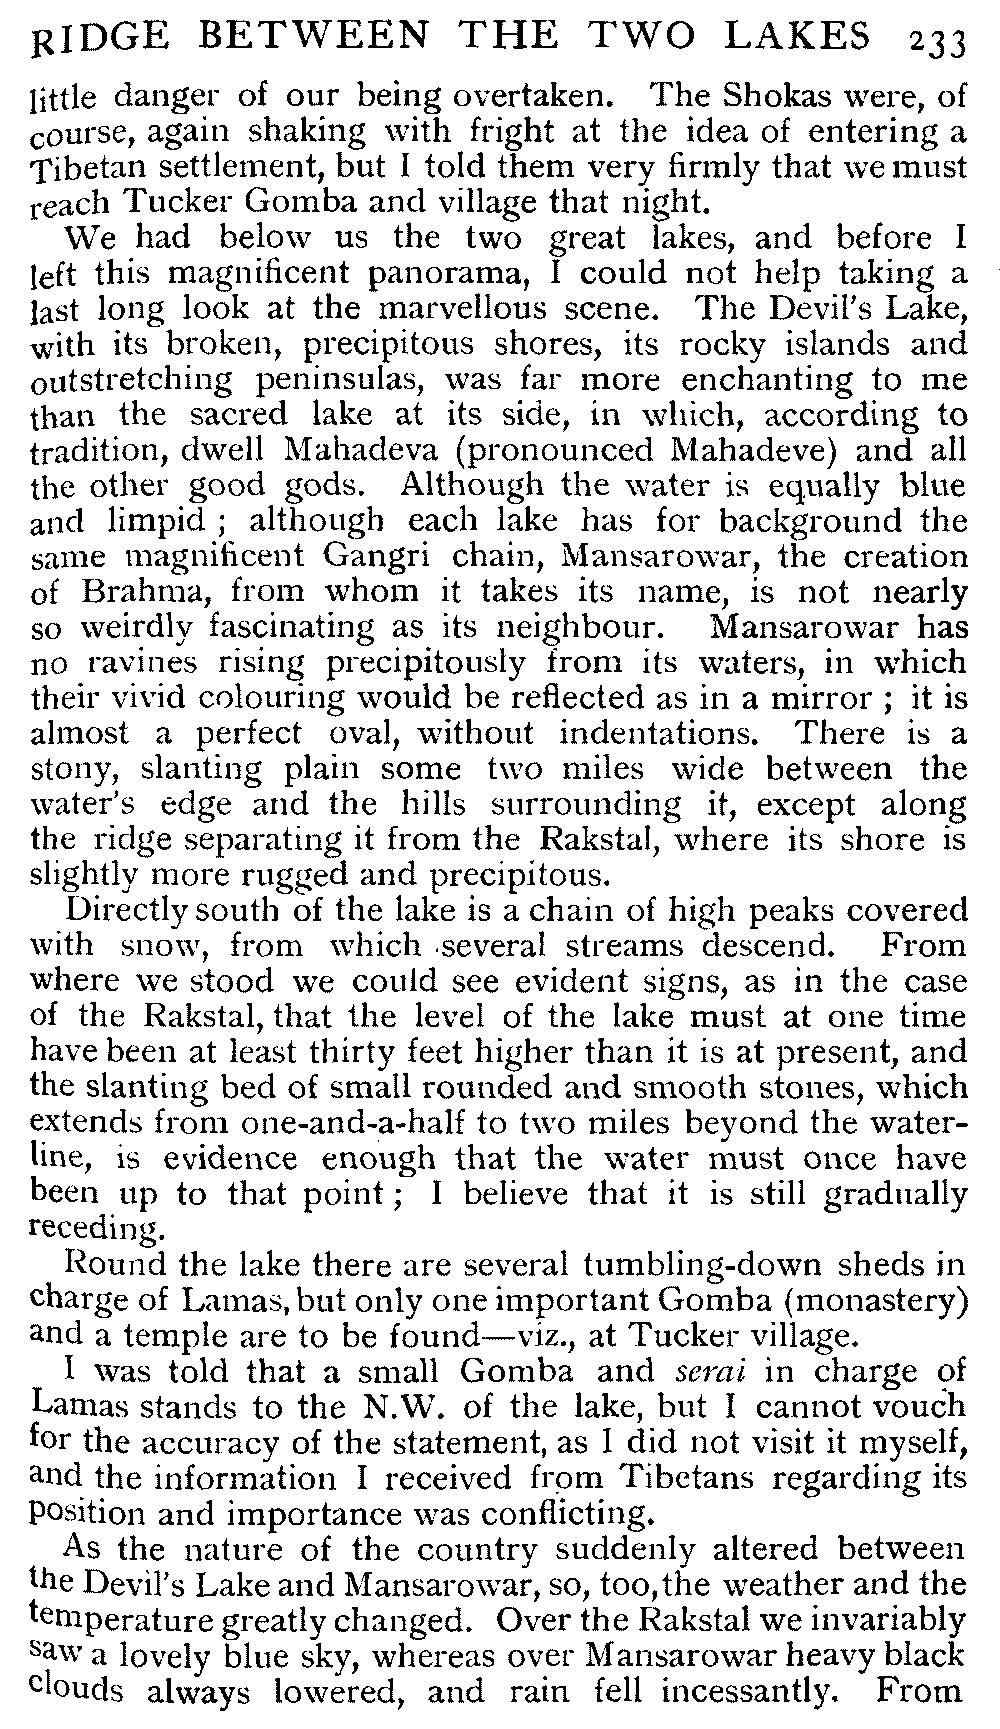 RIDGE BETWEEN THE TWO LAKES 233
little danger of our being overtaken. The Shokas were, of
course, again shaking with fright at the idea of entering a
Tibetan settlement, but I told them very firmly that we must
reach Tucker Gomba and village that night.
We had below us the two great lakes, and before I
left this magnificent panorama, I could not help taking a
last long look at the marvellous scene. The Devil's Lake,
with its broken, precipitous shores, its rocky islands and
outstretching peninsulas, was far more enchanting to me
than the sacred lake at its side, in which, according to
tradition, dwell Mahadeva (pronounced Mahadeve) and all
the other good gods. Although the water is equally blue
and limpid ; although each lake has for background the
same magnificent Gangri chain, Mansarowar, the creation
of Brahma, from whom it takes its name, is not nearly
so weirdly fascinating as its neighbour. Mansarowar has
no ravines rising precipitously from its waters, in which
their vivid colouring would be reflected as in a mirror ; it is
almost a perfect oval, without indentations. There is a
stony, slanting plain some two miles wide between the
water's edge and the hills surrounding it, except along
the ridge separating it from the Rakstal, where its shore is
slightly more rugged and precipitous.
Directly south of the lake is a chain of high peaks covered
with snow, from which several streams descend. From
where we stood we could see evident signs, as in the case
of the Rakstal, that the level of the lake must at one time
have been at least thirty feet higher than it is at present, and
the slanting bed of small rounded and smooth stones, which
extends from one-and-a-half to two miles beyond the water-
line, is evidence enough that the water must once have
been up to that point ; I believe that it is still gradually
receding.
Round the lake there are several tumbling-down sheds in
charge of Lamas, but only one important Gomba (monastery)
and a temple are to be found—viz., at Tucker village.
I was told that a small Gomba and serai in charge of
Lamas stands to the N.W. of the lake, but I cannot vouch
for the accuracy of the statement, as I did not visit it myself,
and the information I received from Tibetans regarding its
position and importance was conflicting.
As the nature of the country suddenly altered between
the Devil's Lake and Mansarowar, so, too, the weather and the
temperature greatly changed. Over the Rakstal we invariably
saw a lovely blue sky, whereas over Mansarowar heavy black
clouds always lowered, and rain fell incessantly. From